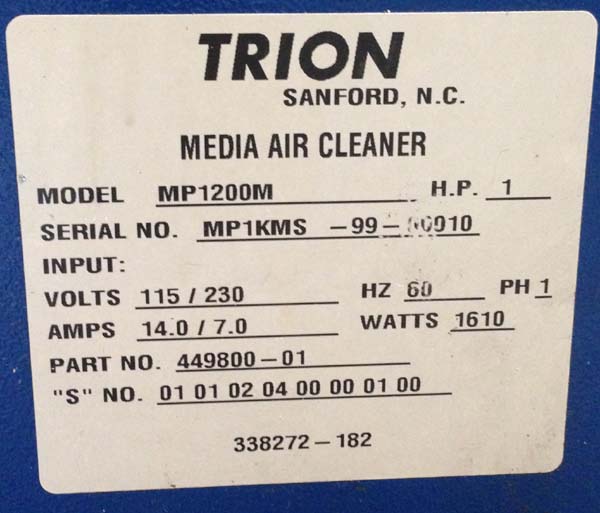 TRION
SANFORD, N.C.
MEDIA AIR CLEANER
MODEL MP1200M H.P. 1
SERIAL NO. MP1KMS -99-
INPUT:
VOLTS 115 / 230 HZ 60 PH 1
AMPS 14.0 / 7.0 WATTS 1610
PART NO. 449800-01
"S" NO. 01 01 02 04 00 00 01 00
338272-182